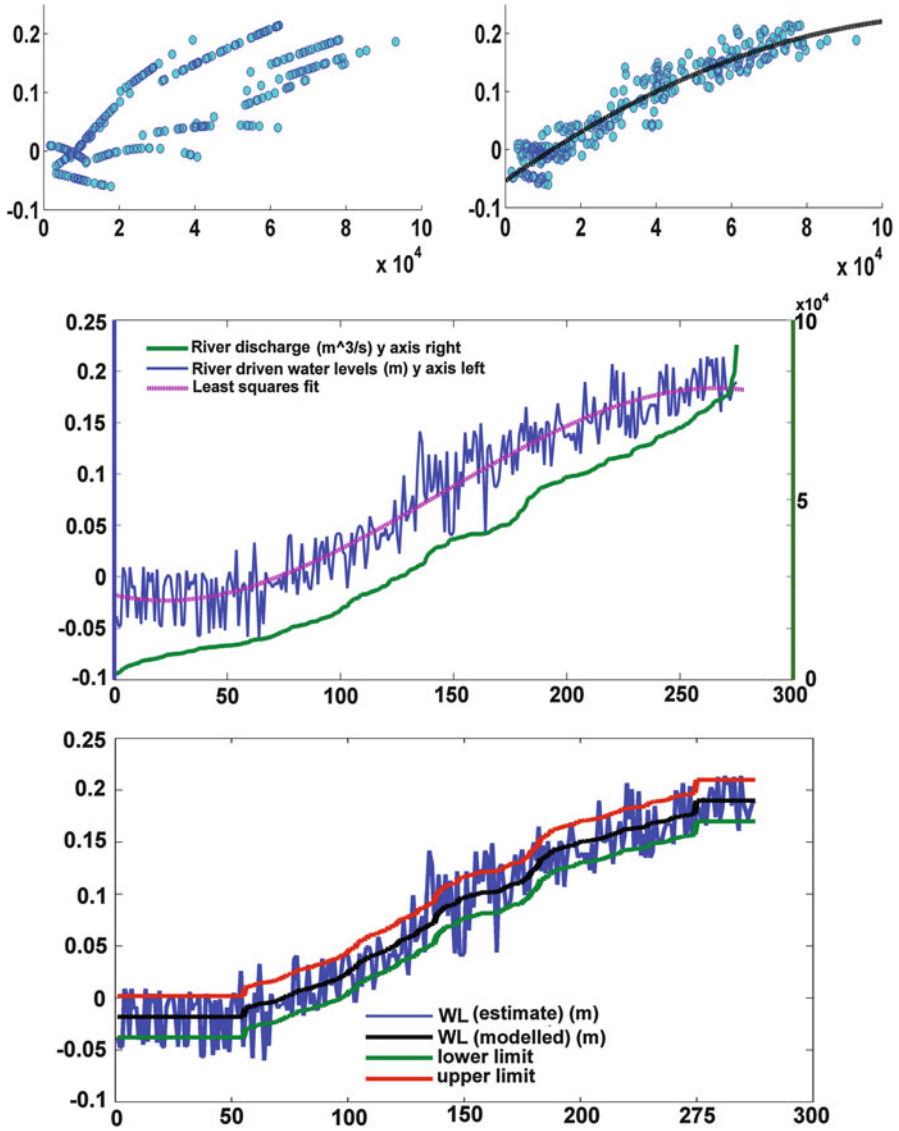 0.2
0.1
0
-0.1
0 2 4 6 8 10
x 10^4
0.2
0.1
0
-0.1
0 2 4 6 8 10
x 10^4
x10^4
0.25
0.2
0.15
0.1
0.05
0
-0.05
-0.1
10
5
0
River discharge (m^3/s) y axis right
River driven water levels (m) y axis left
Least squares fit
0 50 100 150 200 250 300
0.25
0.2
0.15
0.1
0.05
0
-0.05
-0.1
WL (estimate) (m)
WL (modelled) (m)
lower limit
upper limit
0 50 100 150 200 275 300